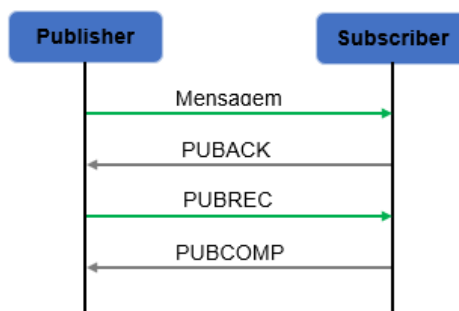 Publisher
Subscriber
Mensagem
PUBACK
PUBREC
PUBCOMP